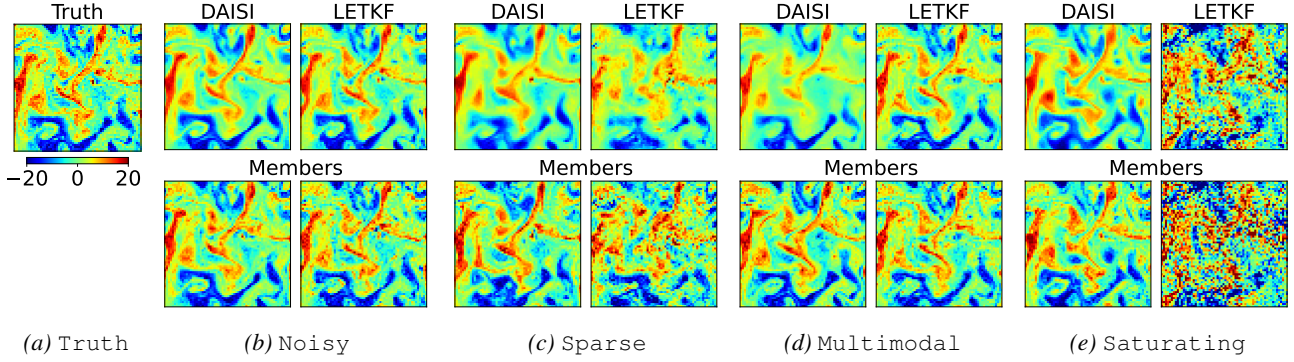 Truth DAISI LETKF DAISI LETKF DAISI LETKF DAISI LETKF
−20 0 20
Members Members Members Members
(a) Truth (b) Noisy (c) Sparse (d) Multimodal (e) Saturating